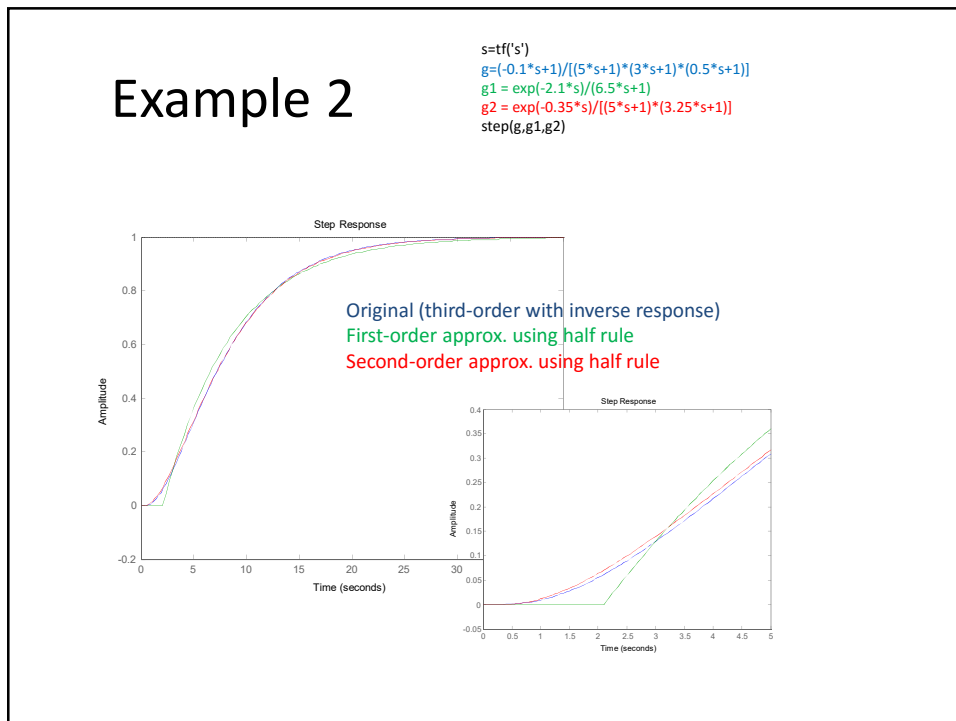 Example 2
s=tf('s')
g=(-0.1*s+1)/[(5*s+1)*(3*s+1)*(0.5*s+1)]
g1 = exp(-2.1*s)/(6.5*s+1)
g2 = exp(-0.35*s)/[(5*s+1)*(3.25*s+1)]
step(g,g1,g2)
Step Response
1
0.8
0.6
0.4
0.2
0
-0.2
0
5
10
15
20
25
30
Amplitude
Time (seconds)
Original (third-order with inverse response)
First-order approx. using half rule
Second-order approx. using half rule
Step Response
0.4
0.35
0.3
0.25
0.2
0.15
0.1
0.05
0
-0.05
0
0.5
1
1.5
2
2.5
3
3.5
4
4.5
5
Amplitude
Time (seconds)